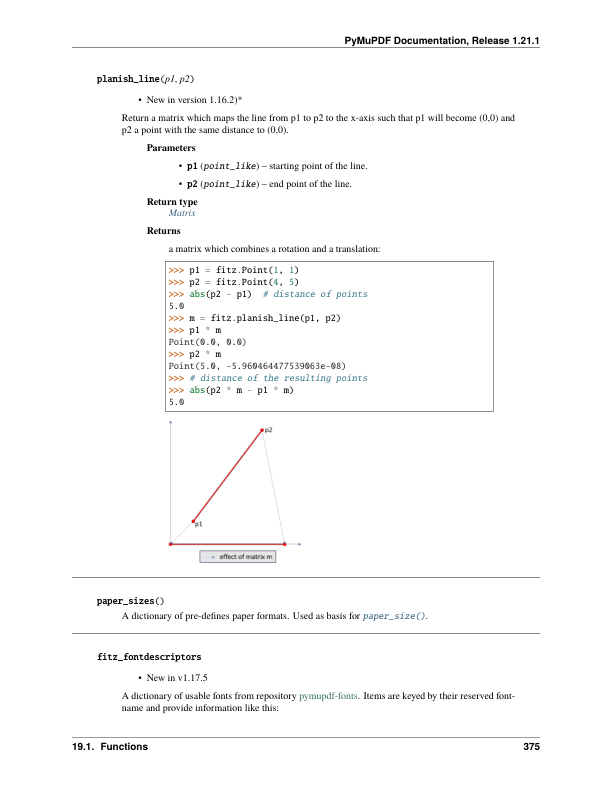 PyMuPDF Documentation, Release 1.21.1
planish_line(p1, p2)
• New in version 1.16.2)*
Return a matrix which maps the line from p1 to p2 to the x-axis such that p1 will become (0,0) and
p2 a point with the same distance to (0,0).
Parameters
• p1 (point_like) – starting point of the line.
• p2 (point_like) – end point of the line.
Return type
Matrix
Returns
a matrix which combines a rotation and a translation:
>>> p1 = fitz.Point(1, 1)
>>> p2 = fitz.Point(4, 5)
>>> abs(p2 - p1)  # distance of points
5.0
>>> m = fitz.planish_line(p1, p2)
>>> p1 * m
Point(0.0, 0.0)
>>> p2 * m
Point(5.0, -5.960464477539063e-08)
>>> # distance of the resulting points
>>> abs(p2 * m - p1 * m)
5.0
p2
p1
effect of matrix m
paper_sizes()
A dictionary of pre-defines paper formats. Used as basis for paper_size().
fitz_fontdescriptors
• New in v1.17.5
A dictionary of usable fonts from repository pymupdf-fonts. Items are keyed by their reserved font-
name and provide information like this:
19.1. Functions
375